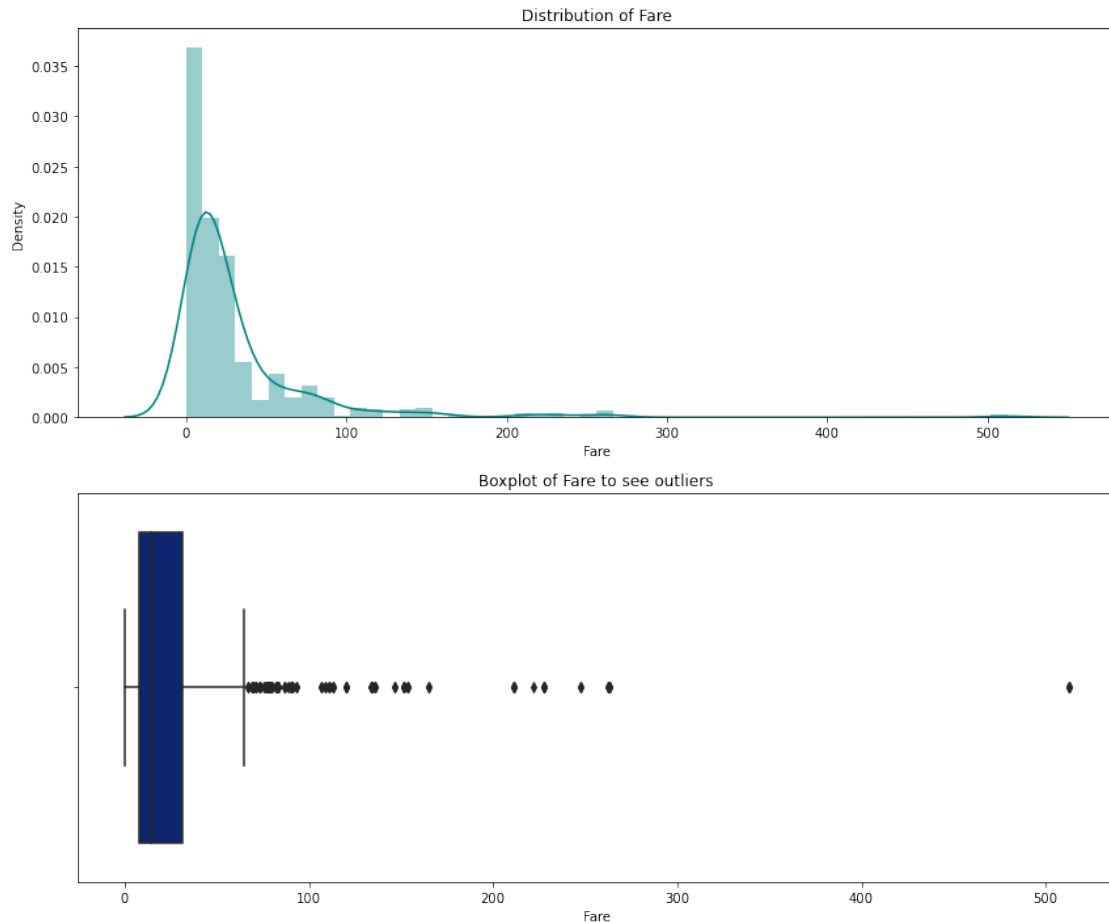 Distribution of Fare
0.035
0.030
0.025
0.020
0.015
0.010
0.005
0.000
Density
0 100 200 300 400 500
Fare
Boxplot of Fare to see outliers
0 100 200 300 400 500
Fare